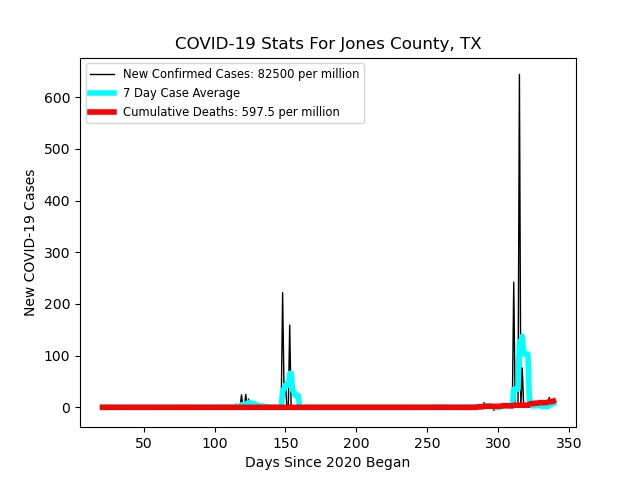 COVID-19 Stats For Jones County, TX
New Confirmed Cases: 82500 per million
7 Day Case Average
Cumulative Deaths: 597.5 per million
New COVID-19 Cases
600
500
400
300
200
100
0
50
100
150
200
250
300
350
Days Since 2020 Began